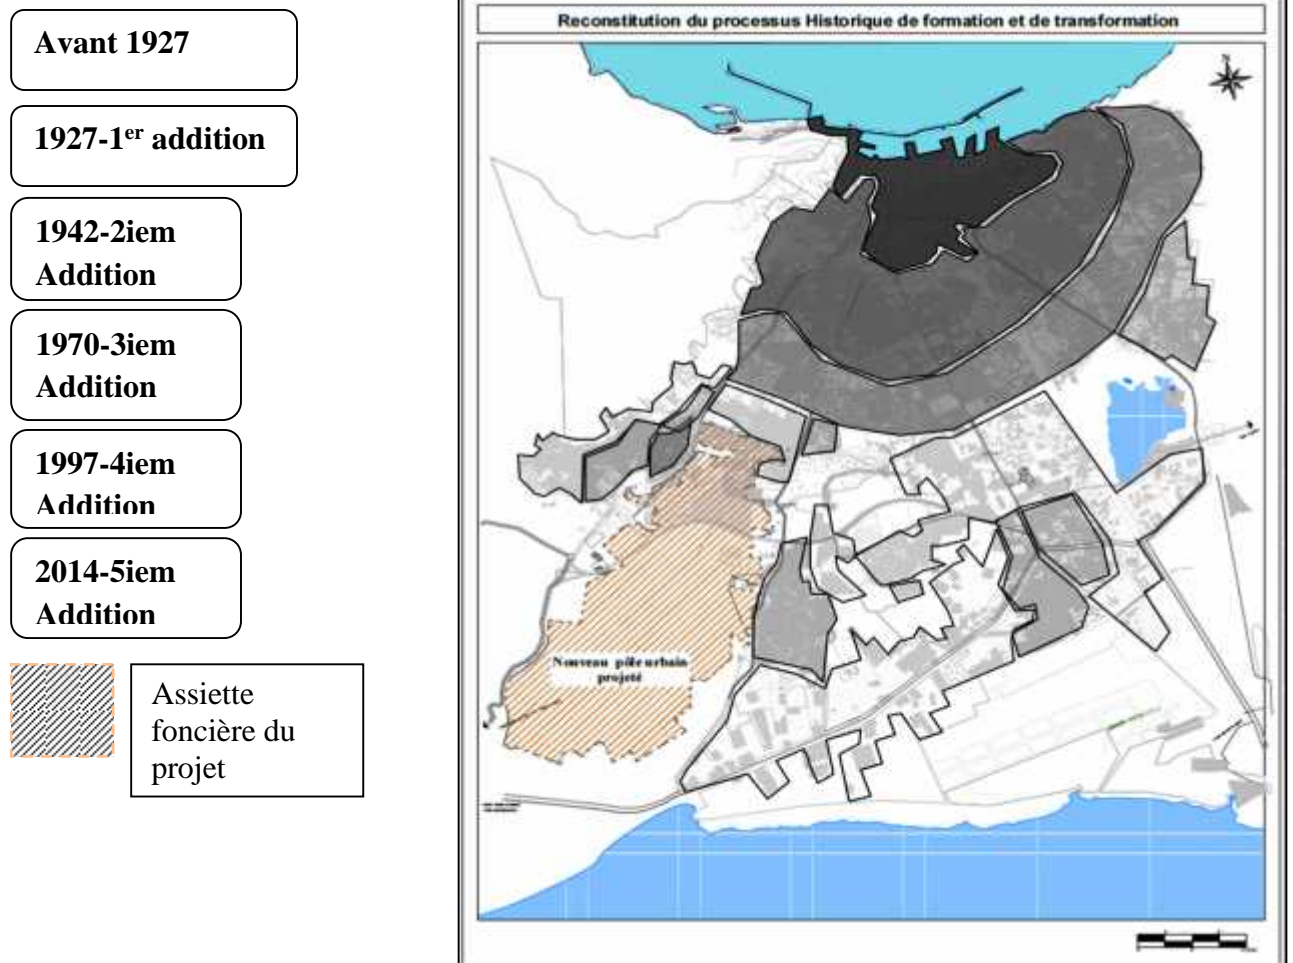 Avant 1927
1927-1er addition
1942-2iem
Addition
1970-3iem
Addition
1997-4iem
Addition
2014-5iem
Addition
Assiette
foncière du
projet
Reconstitution du processus Historique de formation et de transformation
N
Nouveau pôle urbain
projeté